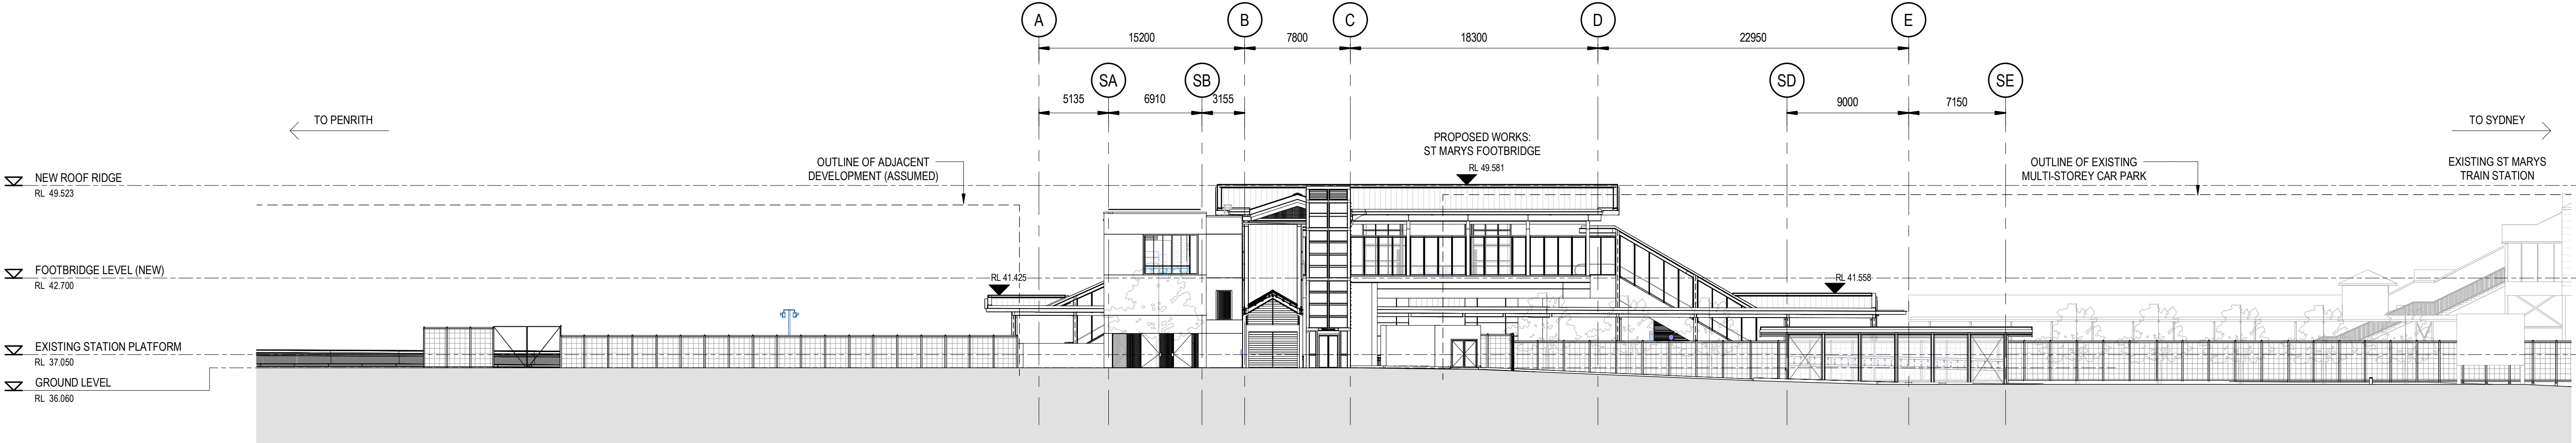 A
B
C
D
E
15200
7800
18300
22950
SA
SB
SD
SE
5135
6910
3155
9000
7150
TO PENRITH
TO SYDNEY
PROPOSED WORKS:
ST MARYS FOOTBRIDGE
RL 49.581
OUTLINE OF ADJACENT
DEVELOPMENT (ASSUMED)
OUTLINE OF EXISTING
MULTI-STOREY CAR PARK
EXISTING ST MARYS
TRAIN STATION
NEW ROOF RIDGE
RL 49.523
FOOTBRIDGE LEVEL (NEW)
RL 42.700
RL 41.425
RL 41.558
EXISTING STATION PLATFORM
RL 37.050
GROUND LEVEL
RL 36.060